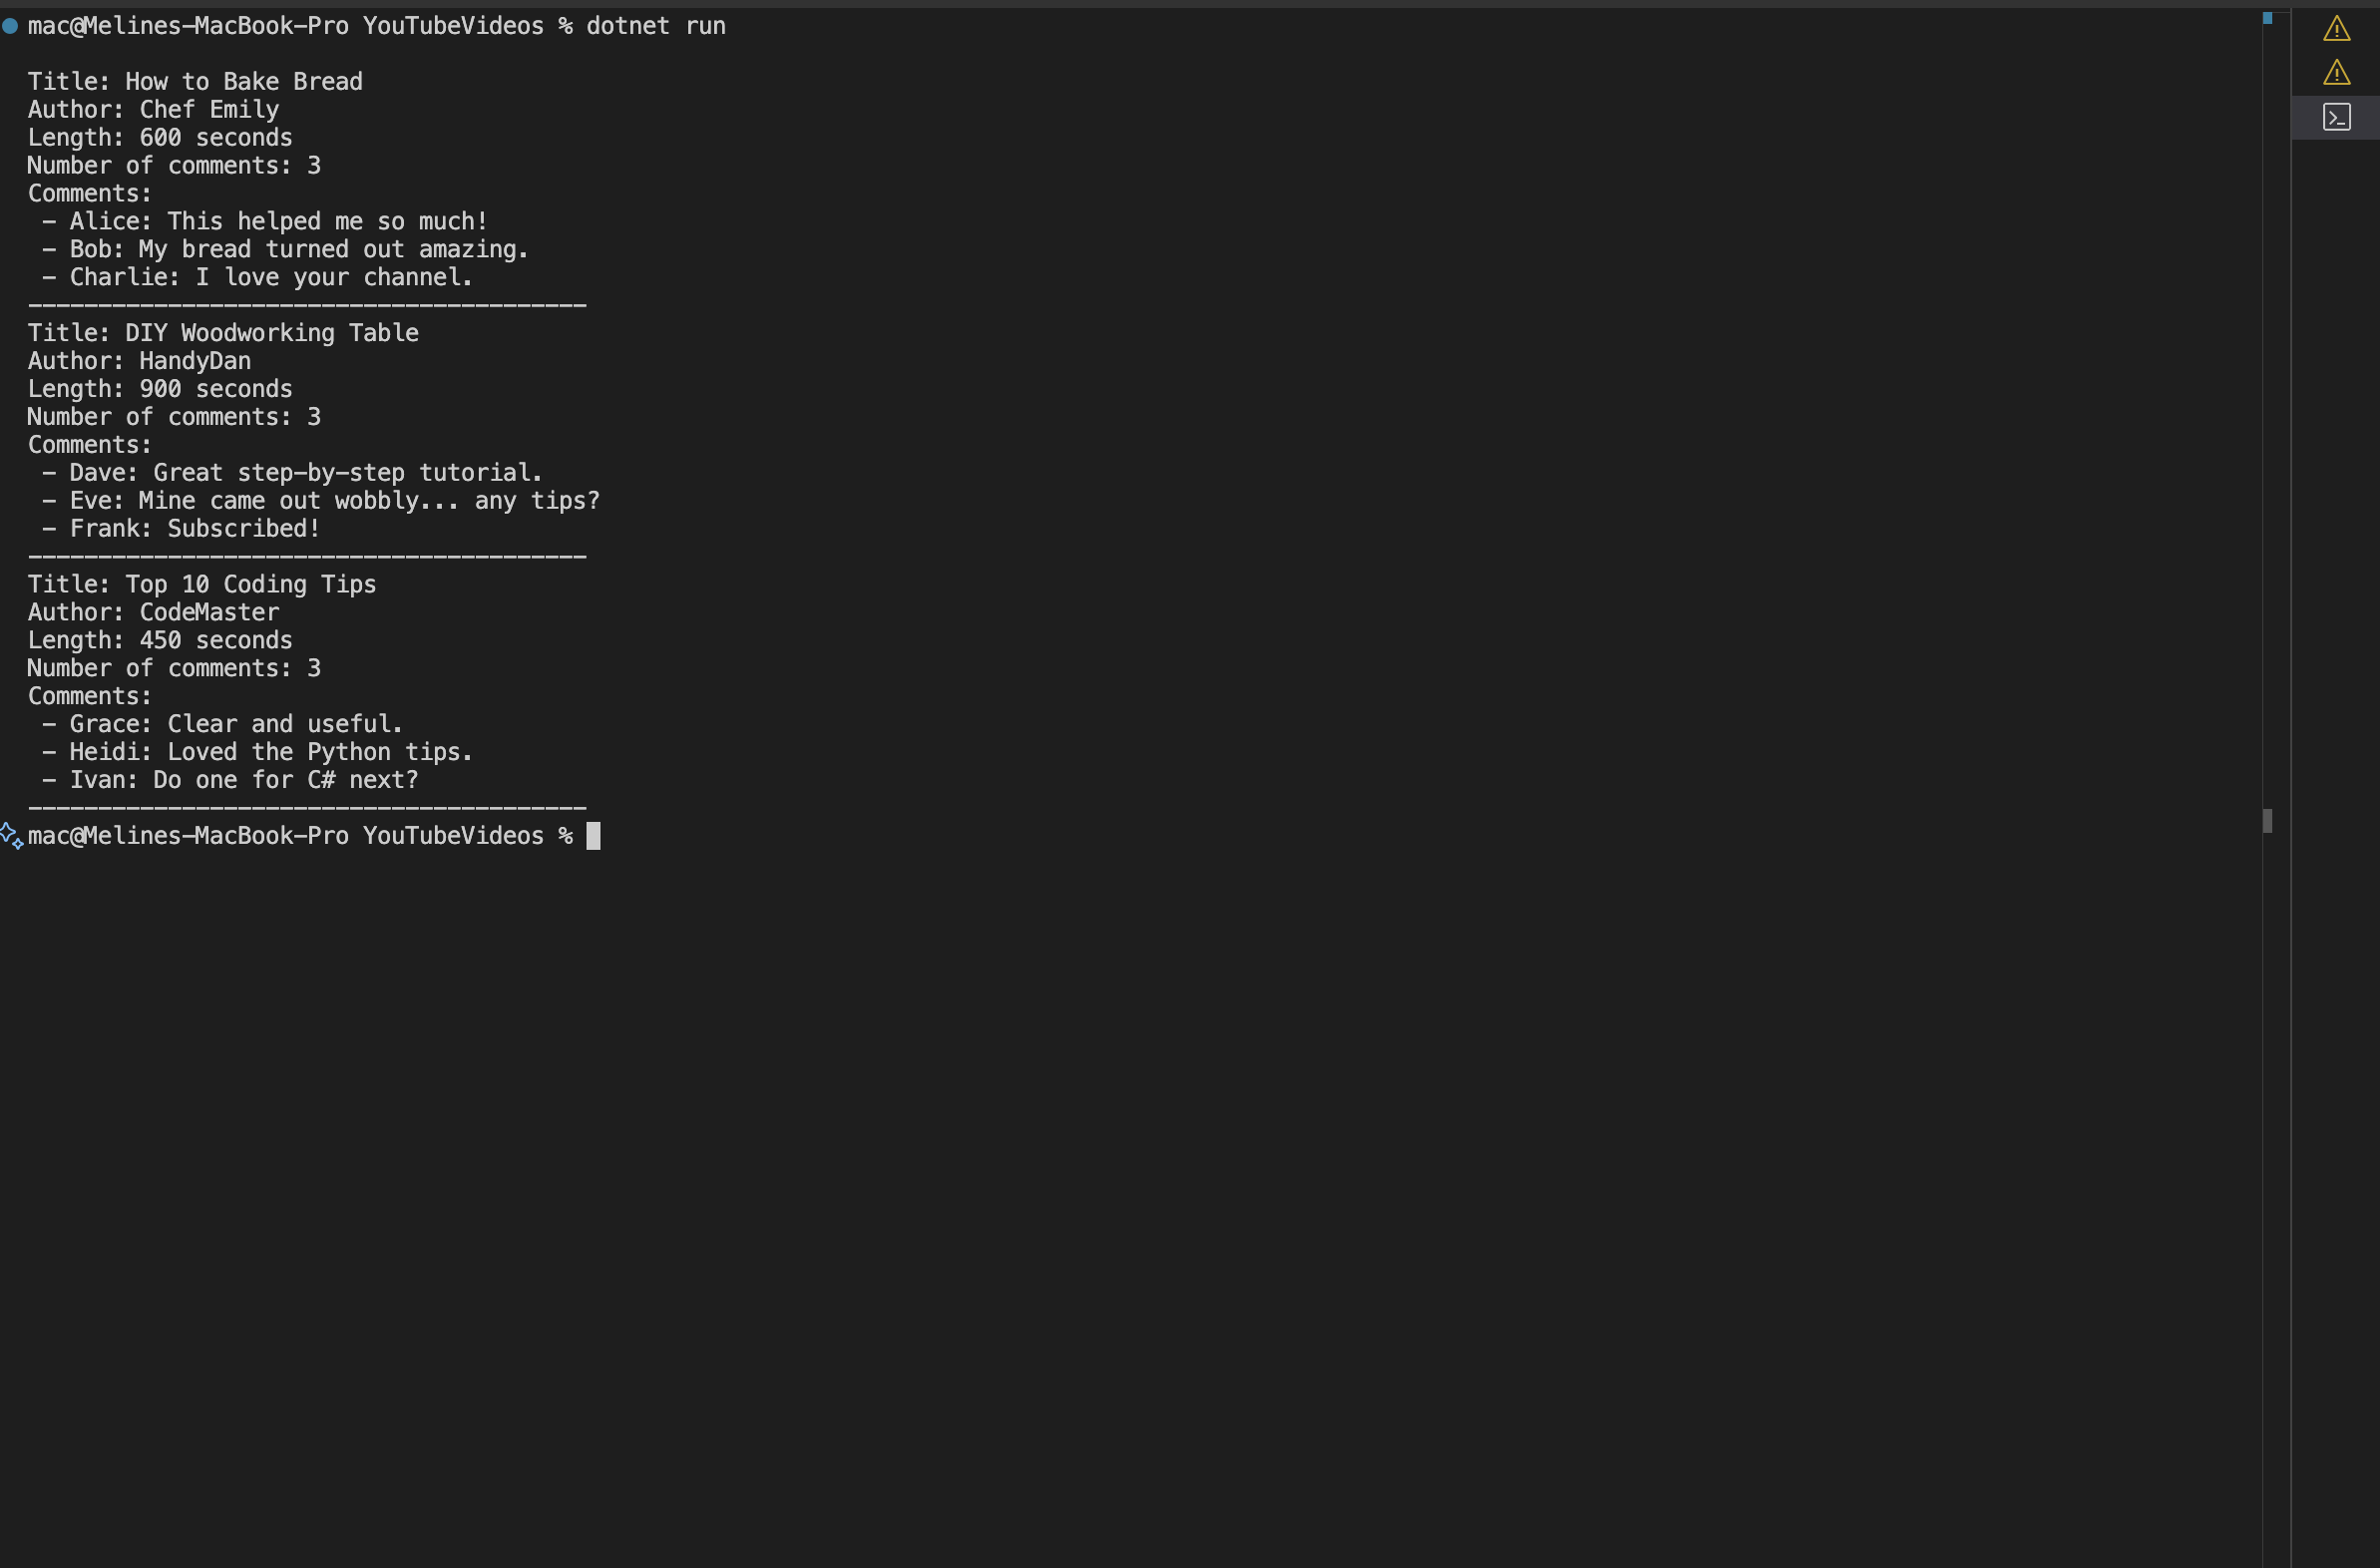 mac@Melines-MacBook-Pro YouTubeVideos % dotnet run
Title: How to Bake Bread
Author: Chef Emily
Length: 600 seconds
Number of comments: 3
Comments:
 - Alice: This helped me so much!
 - Bob: My bread turned out amazing.
 - Charlie: I love your channel.
----------------------------------------
Title: DIY Woodworking Table
Author: HandyDan
Length: 900 seconds
Number of comments: 3
Comments:
 - Dave: Great step-by-step tutorial.
 - Eve: Mine came out wobbly... any tips?
 - Frank: Subscribed!
----------------------------------------
Title: Top 10 Coding Tips
Author: CodeMaster
Length: 450 seconds
Number of comments: 3
Comments:
 - Grace: Clear and useful.
 - Heidi: Loved the Python tips.
 - Ivan: Do one for C# next?
----------------------------------------
mac@Melines-MacBook-Pro YouTubeVideos %